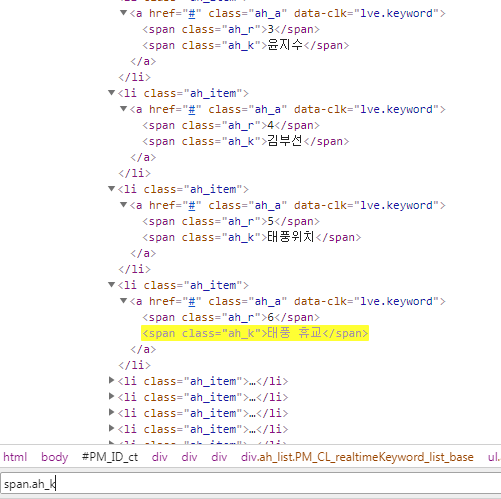 <li class="ah_item">
<a href="#" class="ah_a" data-clk="lve.keyword">
<span class="ah_r">3</span>
<span class="ah_k">윤지수</span>
</a>
</li>
<li class="ah_item">
<a href="#" class="ah_a" data-clk="lve.keyword">
<span class="ah_r">4</span>
<span class="ah_k">김부선</span>
</a>
</li>
<li class="ah_item">
<a href="#" class="ah_a" data-clk="lve.keyword">
<span class="ah_r">5</span>
<span class="ah_k">태풍위치</span>
</a>
</li>
<li class="ah_item">
<a href="#" class="ah_a" data-clk="lve.keyword">
<span class="ah_r">6</span>
<span class="ah_k">태풍 휴교</span>
</a>
</li>
<li class="ah_item">…</li>
<li class="ah_item">…</li>
<li class="ah_item">…</li>
<li class="ah_item">…</li>
html body #PM_ID_ct div div div div.ah_list.PM_CL_realtimeKeyword_list_base ul.
span.ah_k